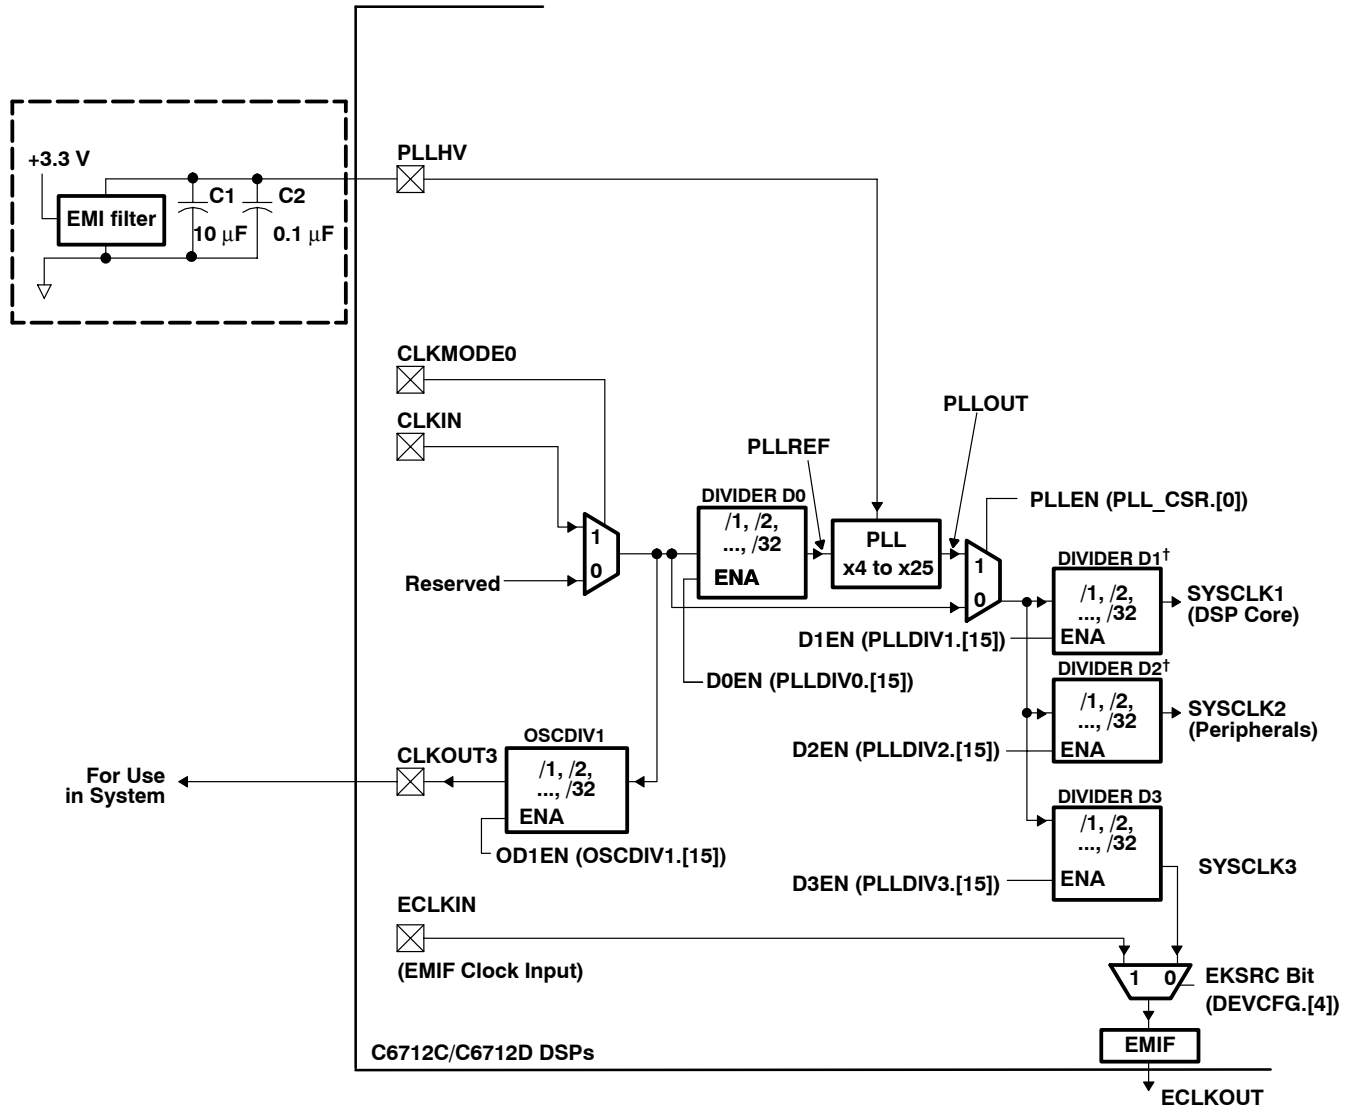 PLLHV
+3.3 V
EMI filter
C1
C2
10 μF
0.1 μF
CLKMODE0
CLKIN
PLLOUT
PLLREF
DIVIDER D0
/1, /2,
..., /32
ENA
PLL
x4 to x25
PLLEN (PLL_CSR.[0])
1
0
Reserved
1
0
DIVIDER D1†
/1, /2,
..., /32
ENA
SYSCLK1
(DSP Core)
D1EN (PLLDIV1.[15])
D0EN (PLLDIV0.[15])
DIVIDER D2†
/1, /2,
..., /32
ENA
SYSCLK2
(Peripherals)
D2EN (PLLDIV2.[15])
CLKOUT3
OSCDIV1
/1, /2,
..., /32
ENA
For Use
in System
OD1EN (OSCDIV1.[15])
DIVIDER D3
/1, /2,
..., /32
ENA
SYSCLK3
D3EN (PLLDIV3.[15])
ECLKIN
(EMIF Clock Input)
1 0
EKSRC Bit
(DEVCFG.[4])
EMIF
C6712C/C6712D DSPs
ECLKOUT